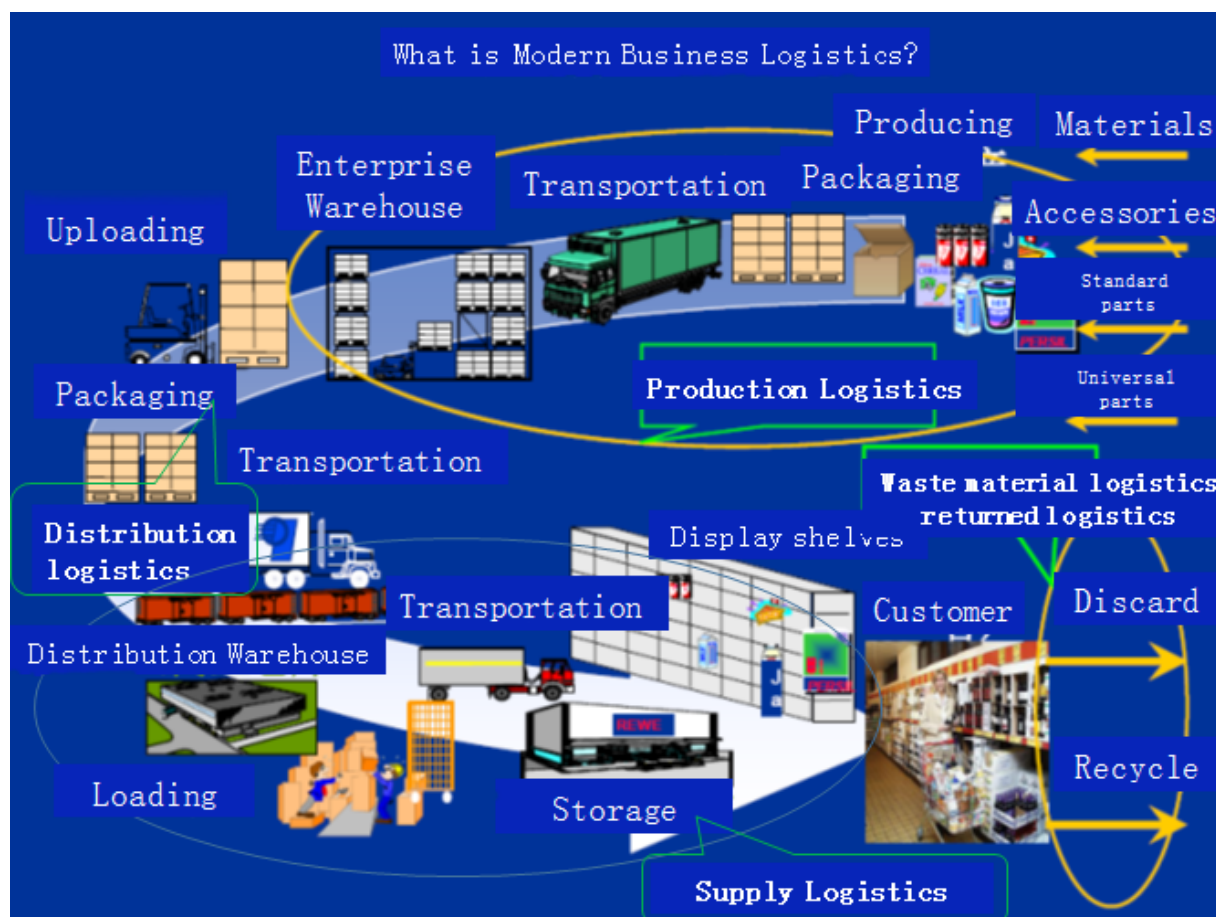 What is Modern Business Logistics?
Producing
Materials
Enterprise
Warehouse
Transportation
Packaging
Accessories
Uploading
Standard
parts
PERSIL
Universal
parts
Production Logistics
Packaging
Transportation
Waste material logistics
returned logistics
Distribution
logistics
Display shelves
Transportation
Customer
Discard
Distribution Warehouse
J
a
REWE
Loading
Storage
Recycle
Supply Logistics